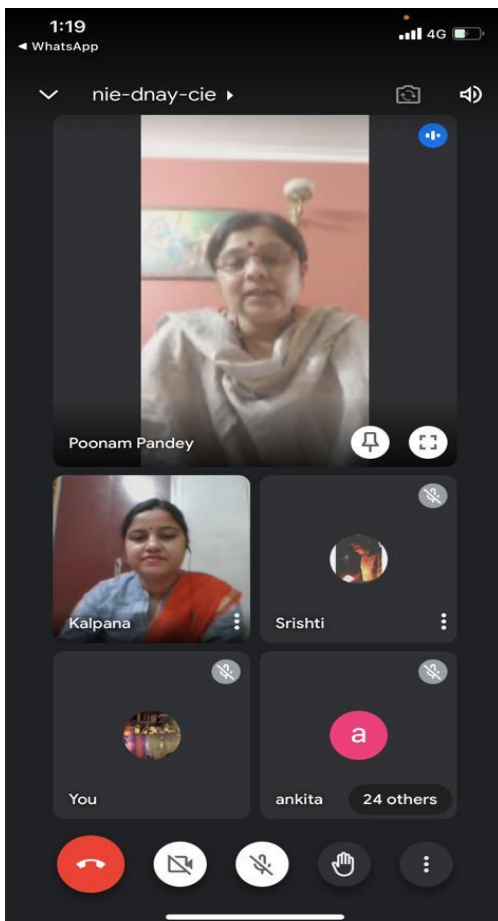 1:19
4G
◀ WhatsApp
nie-dnay-cie ▸
Poonam Pandey
Kalpana
Srishti
You
a
ankita
24 others